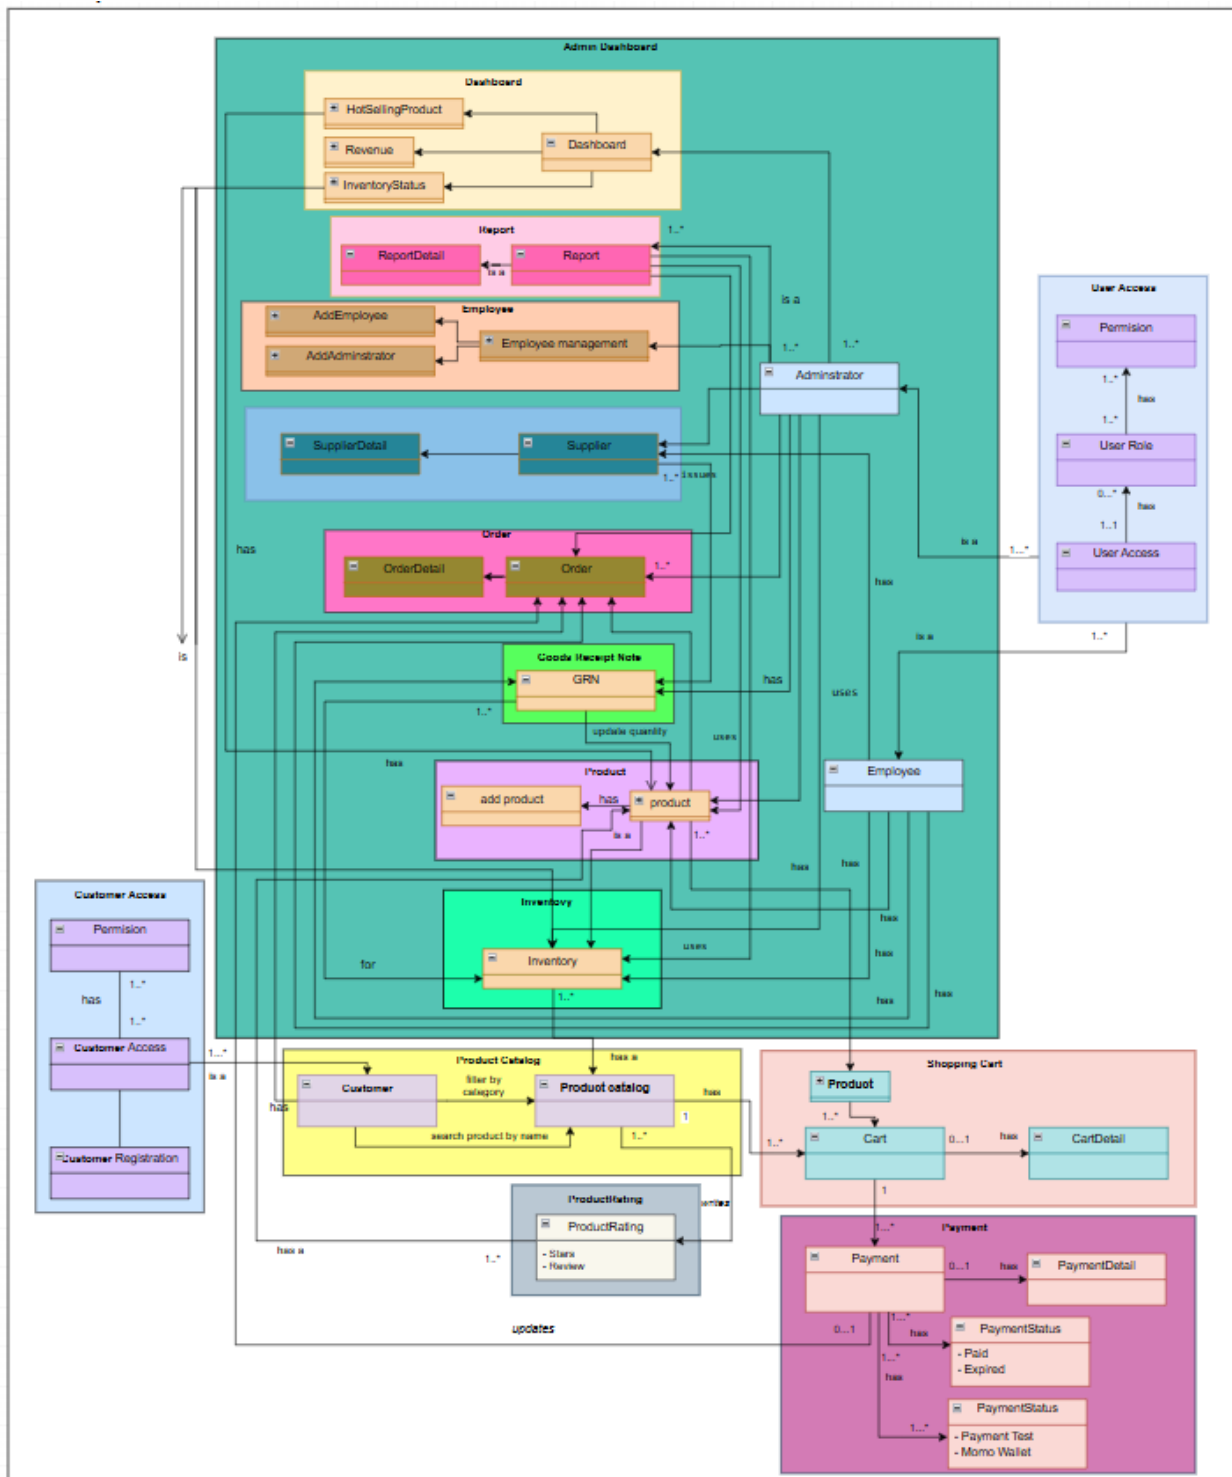 Admin Dashboard
Dashboard
HotSellingProduct
Revenue
Dashboard
InventoryStatus
Report
1..*
ReportDetail
Report
is a
is a
Employee
AddEmployee
Employee management
AddAdminstrator
1..*
1..*
Adminstrator
User Access
Permision
1..*
has
1..*
User Role
0...*
has
1..1
User Access
1...*
is a
1..*
is a
SupplierDetail
Supplier
1..*
issues
has
Order
OrderDetail
Order
1..*
has
is
Goods Receipt Note
GRN
1..*
update quantity
has
uses
uses
has
Employee
Product
add product
has
product
is a
1..*
has
has
has
Inventovy
Inventory
uses
has
for
1..*
has
has
Customer Access
Permision
1..*
has
1..*
Customer Access
1...*
is a
Customer Registration
Product Catalog
has a
Customer
filter by
category
Product catalog
has
has
1
search product by name
1..*
1..*
Shopping Cart
Product
1..*
Cart
0...1
has
CartDetail
1
ProductRating
writes
ProductRating
- Stars
- Review
has a
1..*
updates
Payment
1...*
Payment
0...1
has
PaymentDetail
0...1
1...*
has
PaymentStatus
- Paid
- Expired
1...*
has
PaymentStatus
1...*
- Payment Test
- Momo Wallet